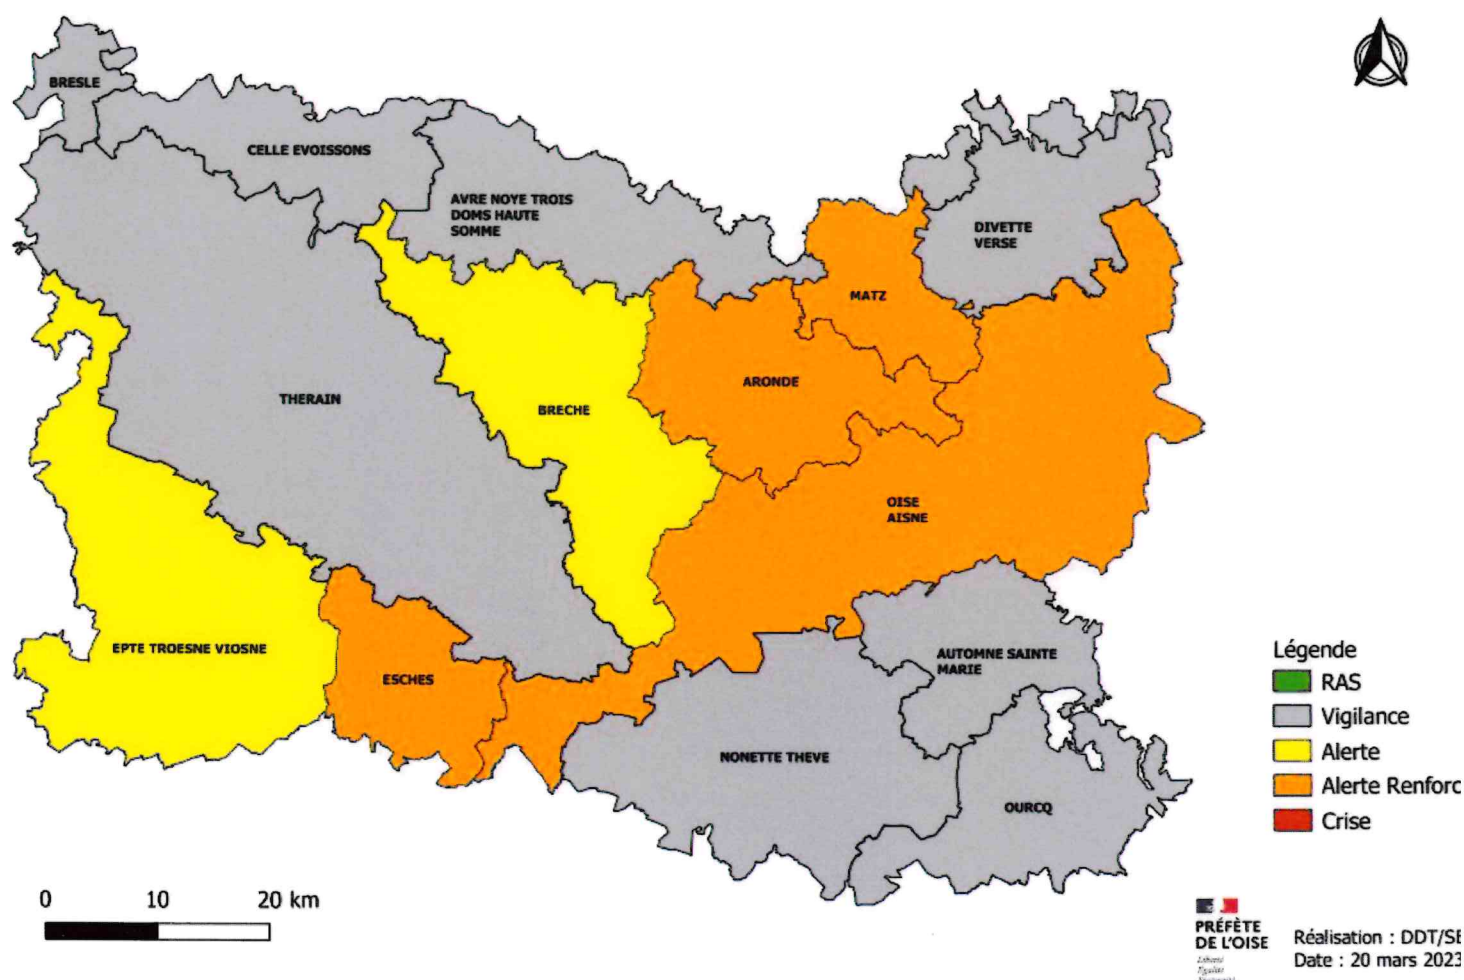 BRESLE
CELLE EVOISSONS
AVRE NOYE TROIS
DOMS HAUTE
SOMME
DIVETTE
VERSE
MATZ
ARONDE
THERAIN
BRECHE
OISE
AISNE
EPTE TROESNE VIOSNE
ESCHES
AUTOMNE SAINTE
MARIE
NONETTE THEVE
OURCQ
Légende
RAS
Vigilance
Alerte
Alerte Renforc
Crise
0 10 20 km
PRÉFÈTE
DE L'OISE
Liberté
Égalité
Réalisation : DDT/SE
Date : 20 mars 2023